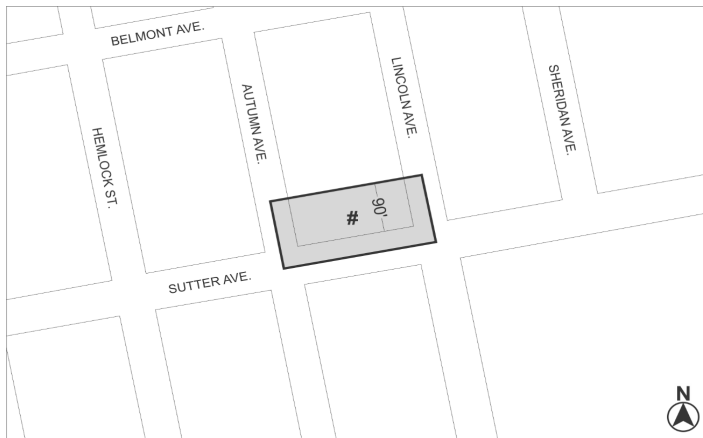 BELMONT AVE.
LINCOLN AVE.
SHERIDAN AVE.
AUTUMN AVE.
HEMLOCK ST.
90'
#
SUTTER AVE.
N